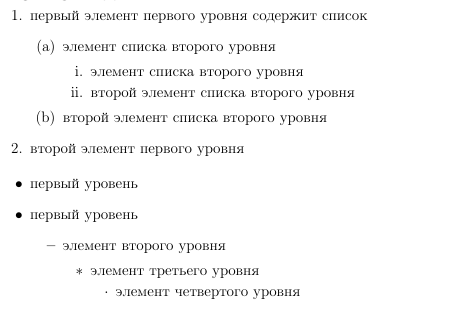 1. первый элемент первого уровня содержит список
(a) элемент списка второго уровня
i. элемент списка второго уровня
ii. второй элемент списка второго уровня
(b) второй элемент списка второго уровня
2. второй элемент первого уровня
• первый уровень
• первый уровень
– элемент второго уровня
* элемент третьего уровня
· элемент четвертого уровня